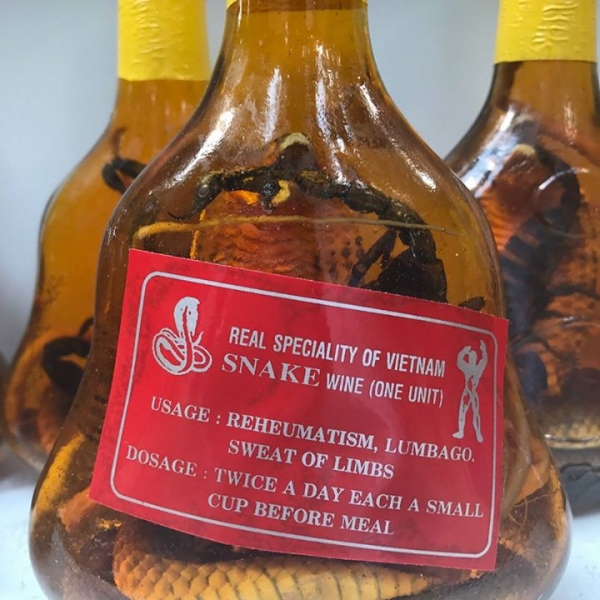 REAL SPECIALITY OF VIETNAM
SNAKE WINE (ONE UNIT)
USAGE : REHEUMATISM, LUMBAGO.
SWEAT OF LIMBS
DOSAGE : TWICE A DAY EACH A SMALL
CUP BEFORE MEAL